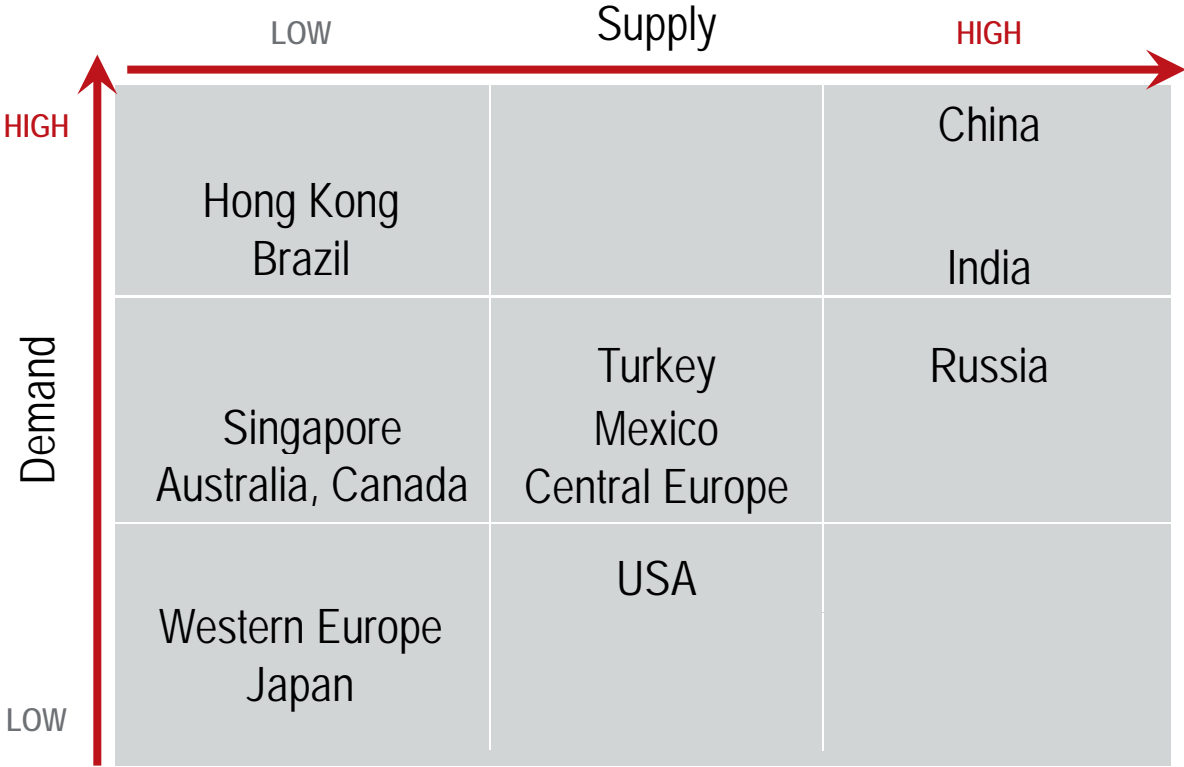 LOW
Supply
HIGH
HIGH
China
Hong Kong
Brazil
India
Demand
Turkey
Russia
Singapore
Mexico
Australia, Canada
Central Europe
USA
Western Europe
Japan
LOW